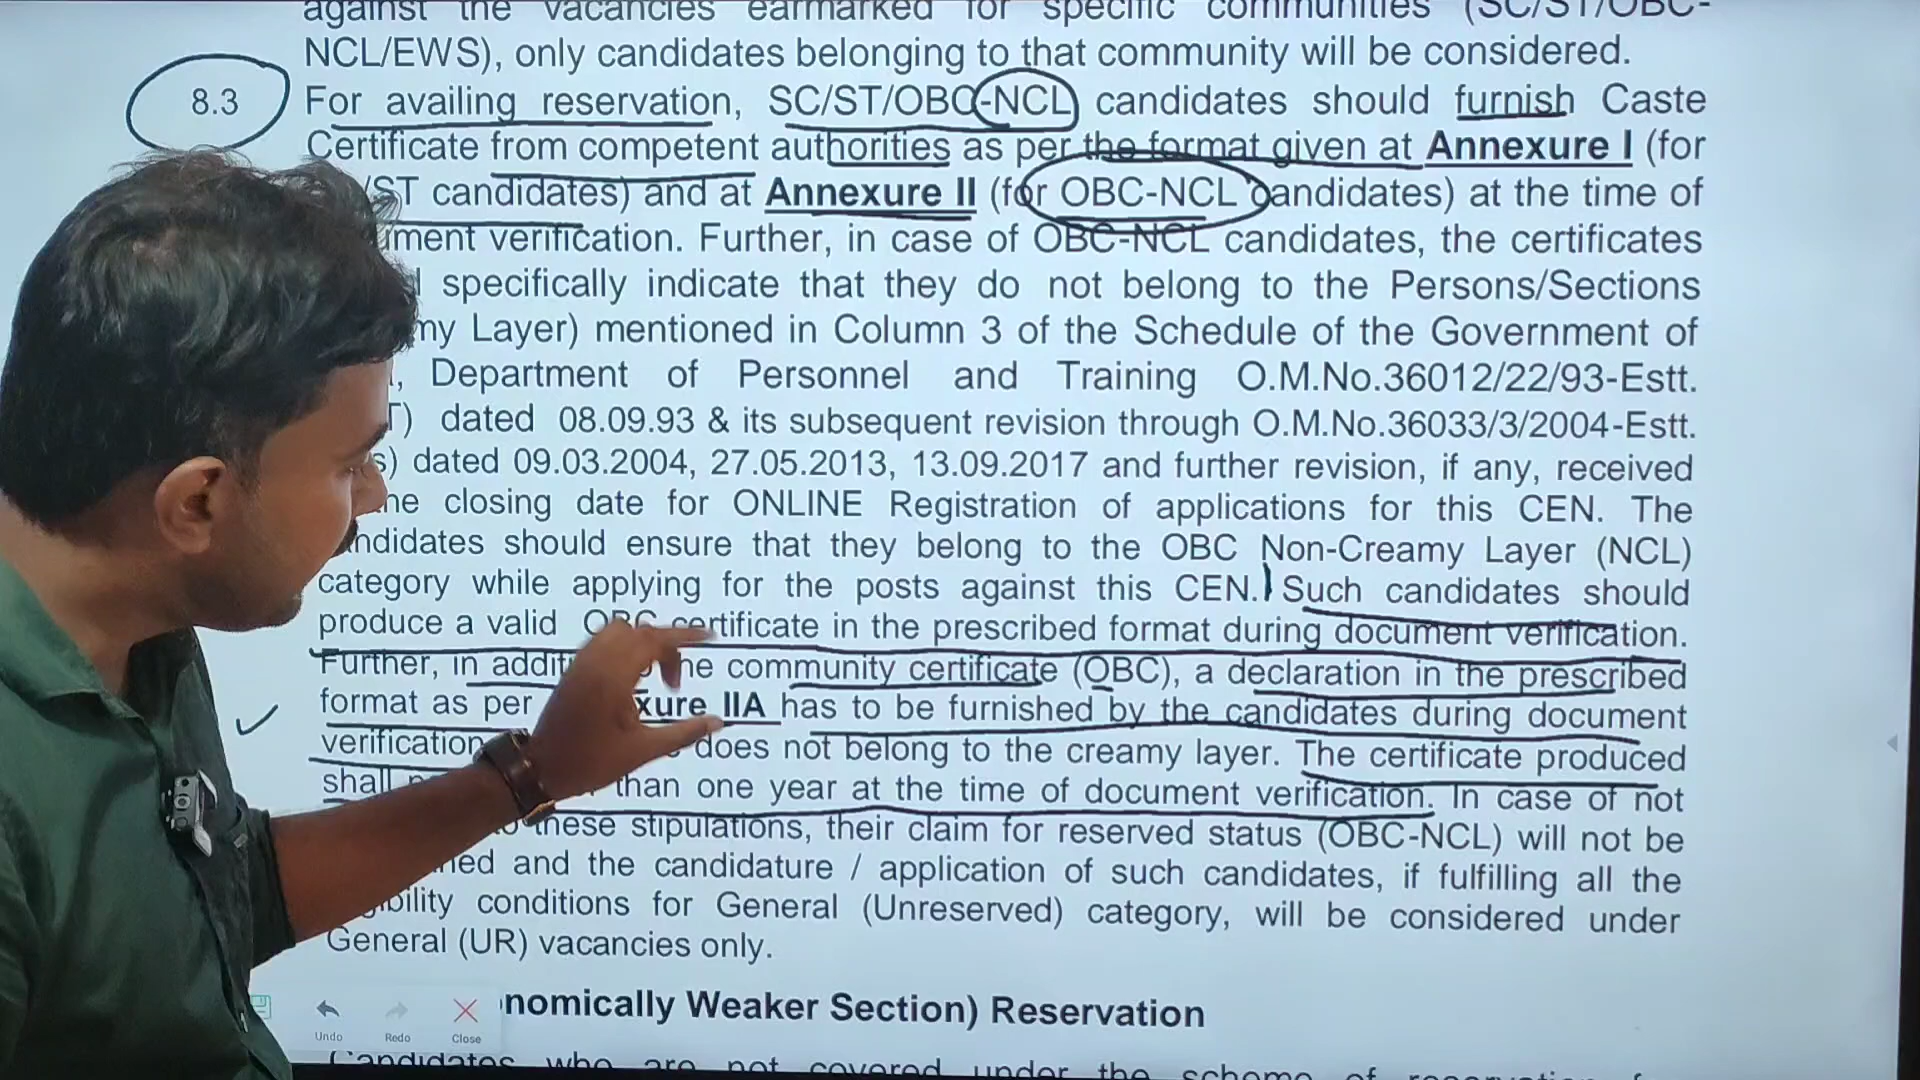 against the vacancies earmarked for specific communities (SC/ST/OBC-
NCL/EWS), only candidates belonging to that community will be considered.
8.3 For availing reservation, SC/ST/OBC-NCL candidates should furnish Caste
Certificate from competent authorities as per the format given at Annexure I (for
/ST candidates) and at Annexure II (for OBC-NCL candidates) at the time of
verification. Further, in case of OBC-NCL candidates, the certificates
specifically indicate that they do not belong to the Persons/Sections
Layer) mentioned in Column 3 of the Schedule of the Government of
, Department of Personnel and Training O.M.No.36012/22/93-Estt.
dated 08.09.93 & its subsequent revision through O.M.No.36033/3/2004-Estt.
dated 09.03.2004, 27.05.2013, 13.09.2017 and further revision, if any, received
closing date for ONLINE Registration of applications for this CEN. The
candidates should ensure that they belong to the OBC Non-Creamy Layer (NCL)
category while applying for the posts against this CEN. Such candidates should
produce a valid OBC certificate in the prescribed format during document verification.
Further, in the community certificate (OBC), a declaration in the prescribed
format as per IIA has to be furnished by the candidates during document
verification does not belong to the creamy layer. The certificate produced
shall than one year at the time of document verification. In case of not
these stipulations, their claim for reserved status (OBC-NCL) will not be
and the candidature / application of such candidates, if fulfilling all the
conditions for General (Unreserved) category, will be considered under
General (UR) vacancies only.
Weaker Section) Reservation
Candidates who are not covered under the scheme of
Undo Redo Close